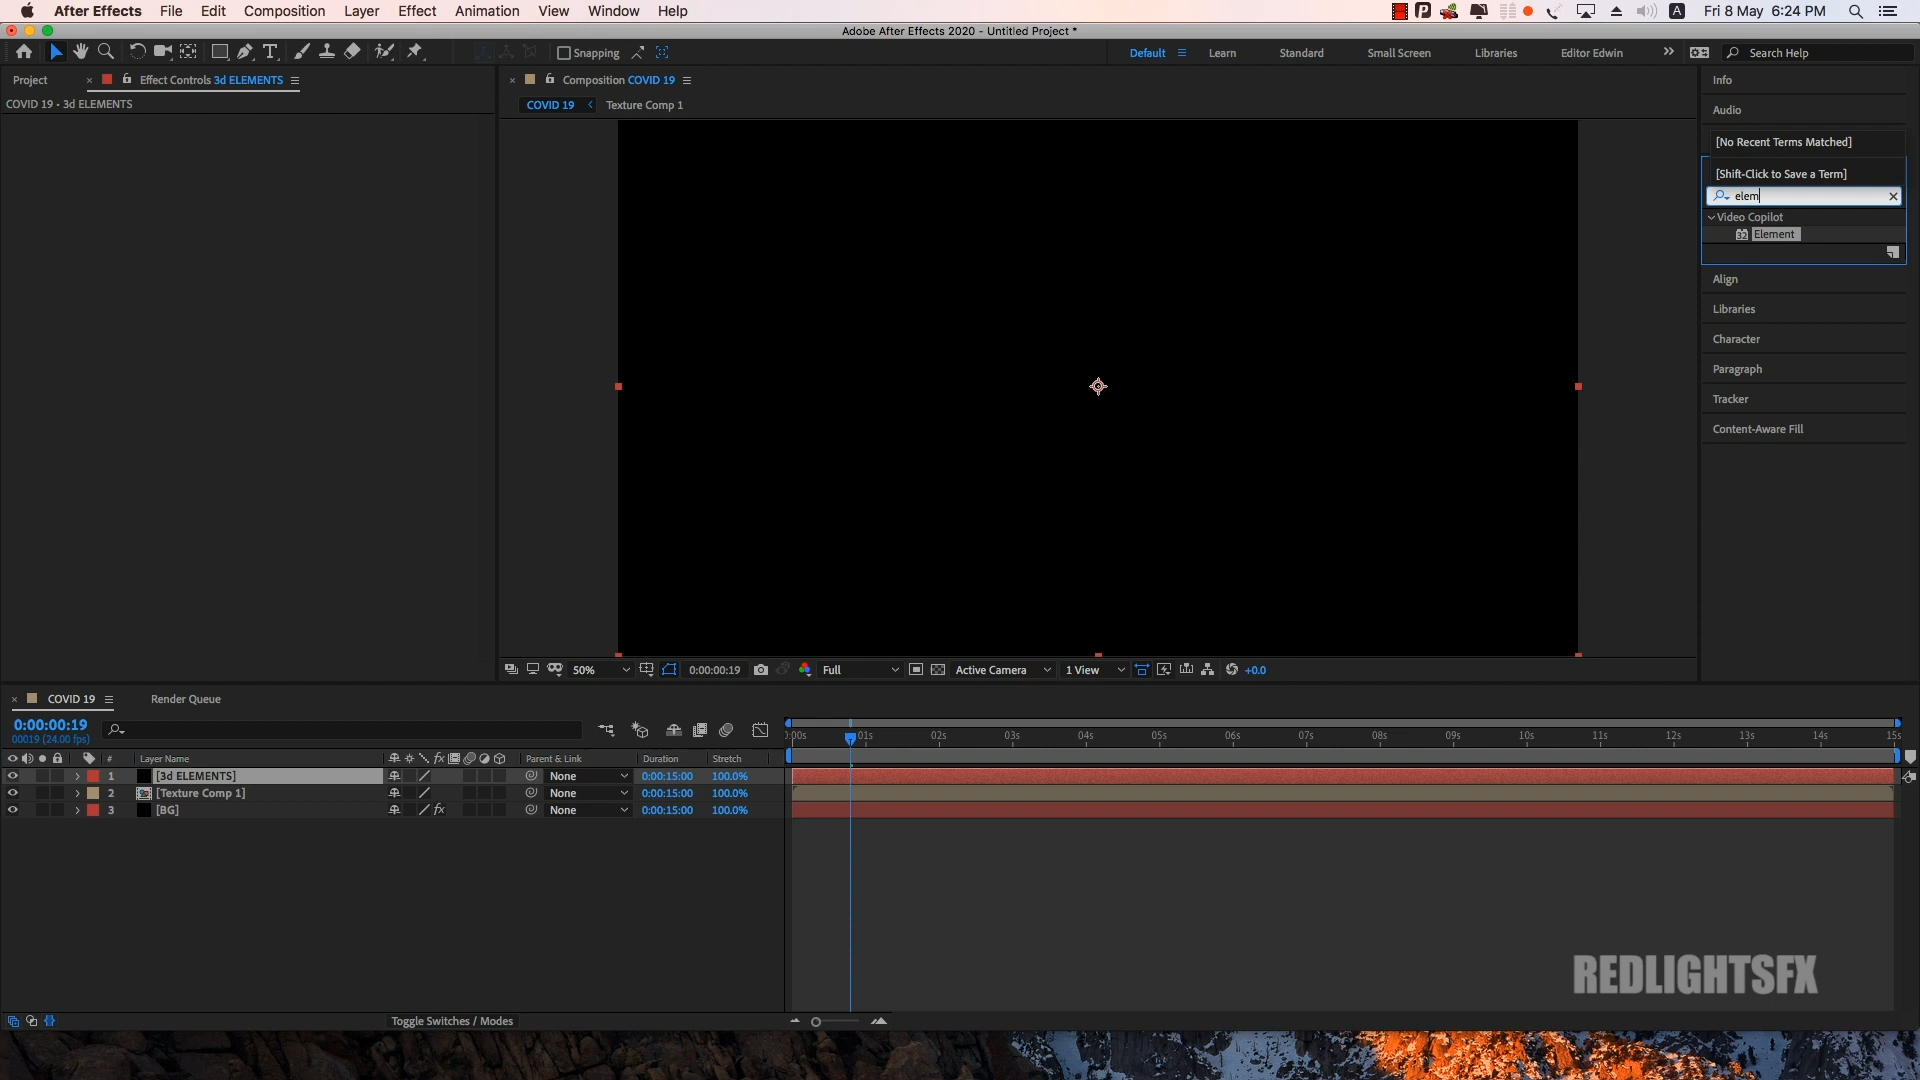 After Effects File Edit Composition Layer Effect Animation View Window Help A Fri 8 May 6:24 PM
Adobe After Effects 2020 - Untitled Project *
Snapping Default Learn Standard Small Screen Libraries Editor Edwin Search Help
Project Effect Controls 3d ELEMENTS
Composition COVID 19
Info
COVID 19 • 3d ELEMENTS
COVID 19 Texture Comp 1
Audio
[No Recent Terms Matched]
[Shift-Click to Save a Term]
elem
Video Copilot
32 Element
Align
Libraries
Character
Paragraph
Tracker
Content-Aware Fill
50% 0:00:00:19 Full Active Camera 1 View +0.0
COVID 19 Render Queue
0:00:00:19
00019 (24.00 fps)
:00s 01s 02s 03s 04s 05s 06s 07s 08s 09s 10s 11s 12s 13s 14s 15s
# Layer Name fx Parent & Link Duration Stretch
1 [3d ELEMENTS] None 0:00:15:00 100.0%
2 [Texture Comp 1] None 0:00:15:00 100.0%
3 [BG] fx None 0:00:15:00 100.0%
REDLIGHTSFX
Toggle Switches / Modes